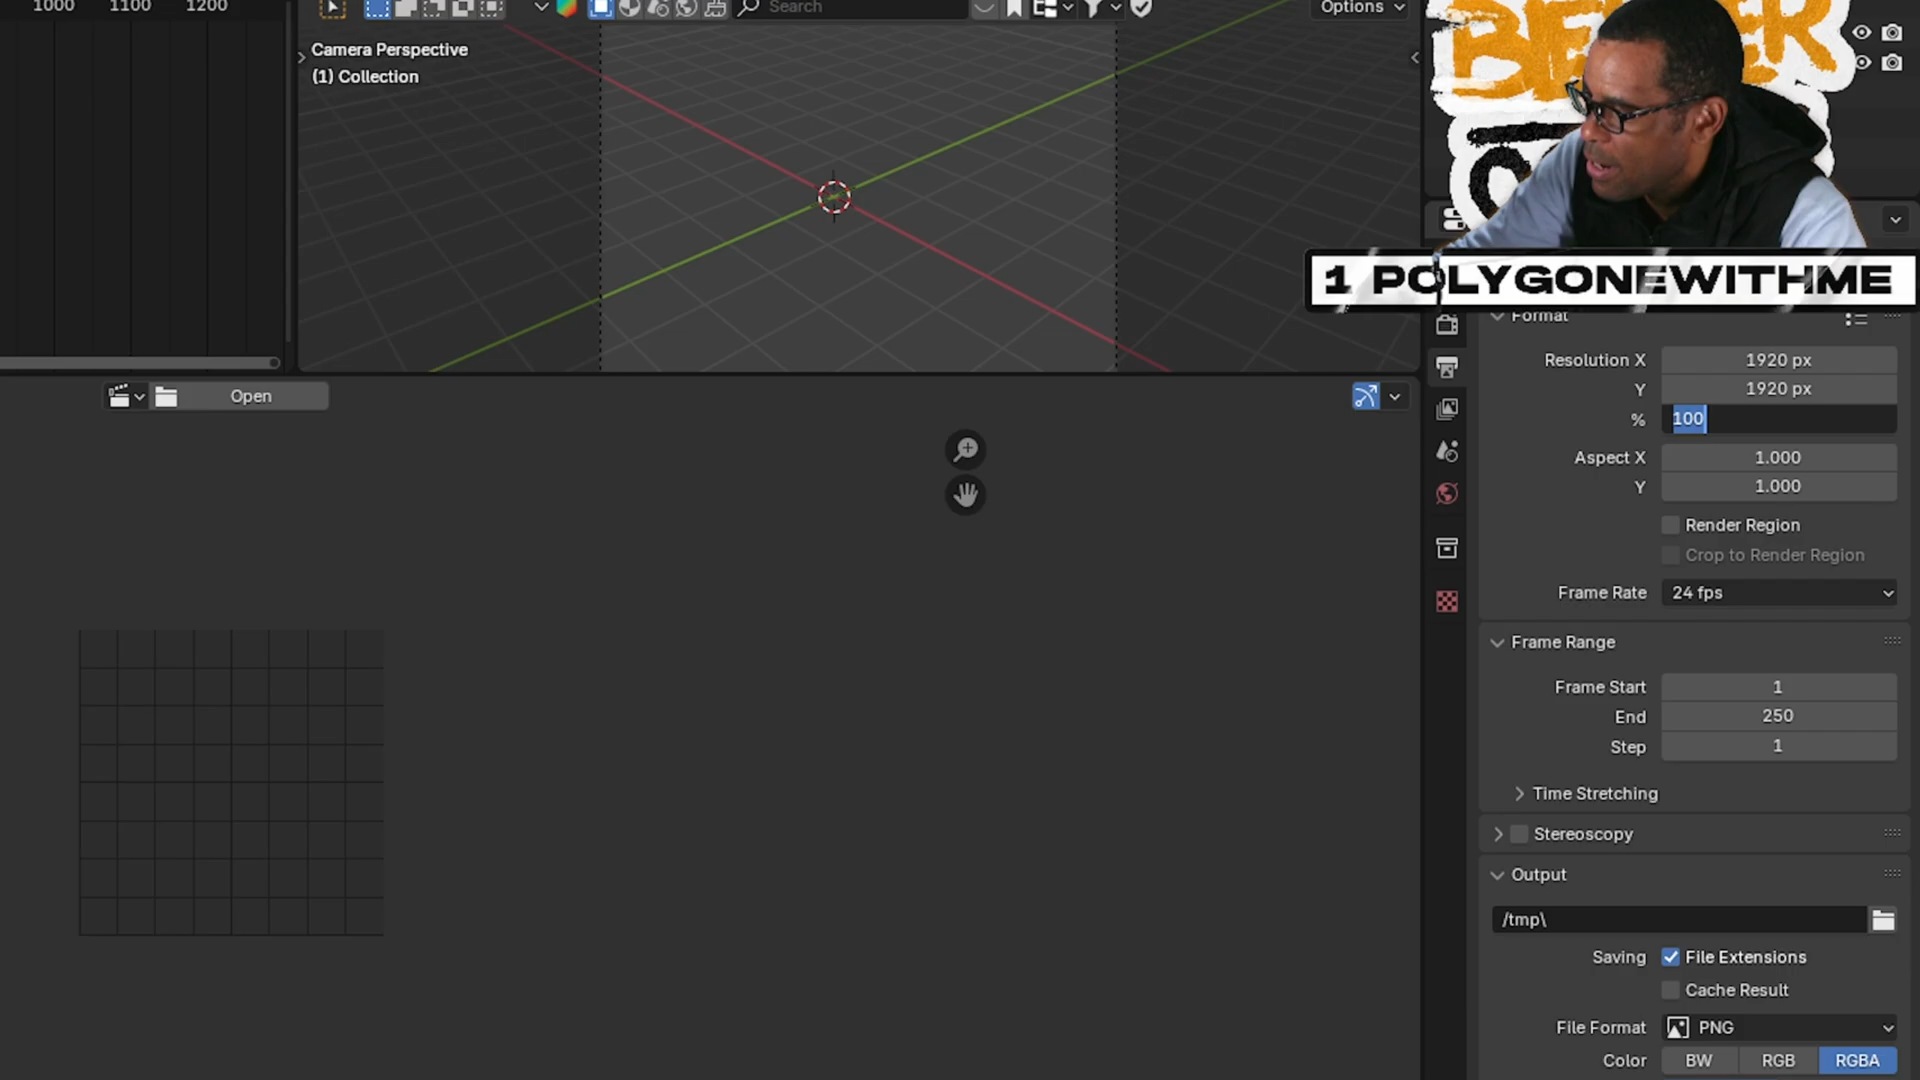 1000 1100 1200
Search
Options
Camera Perspective
(1) Collection
1 POLYGONEWITHME
Open
Format
Resolution X 1920 px
Y 1920 px
% 100
Aspect X 1.000
Y 1.000
Render Region
Crop to Render Region
Frame Rate 24 fps
Frame Range
Frame Start 1
End 250
Step 1
Time Stretching
Stereoscopy
Output
/tmp\
Saving File Extensions
Cache Result
File Format PNG
Color BW RGB RGBA